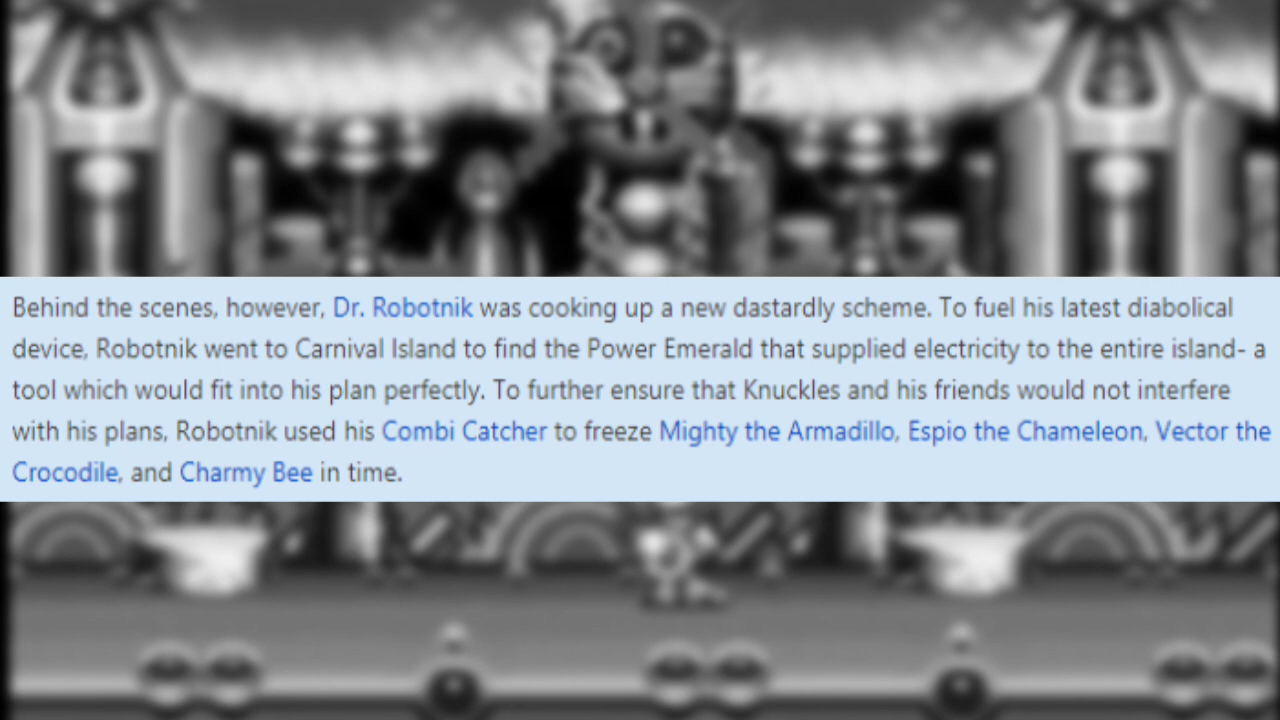 Behind the scenes, however, Dr. Robotnik was cooking up a new dastardly scheme. To fuel his latest diabolical
device, Robotnik went to Carnival Island to find the Power Emerald that supplied electricity to the entire island- a
tool which would fit into his plan perfectly. To further ensure that Knuckles and his friends would not interfere
with his plans, Robotnik used his Combi Catcher to freeze Mighty the Armadillo, Espio the Chameleon, Vector the
Crocodile, and Charmy Bee in time.